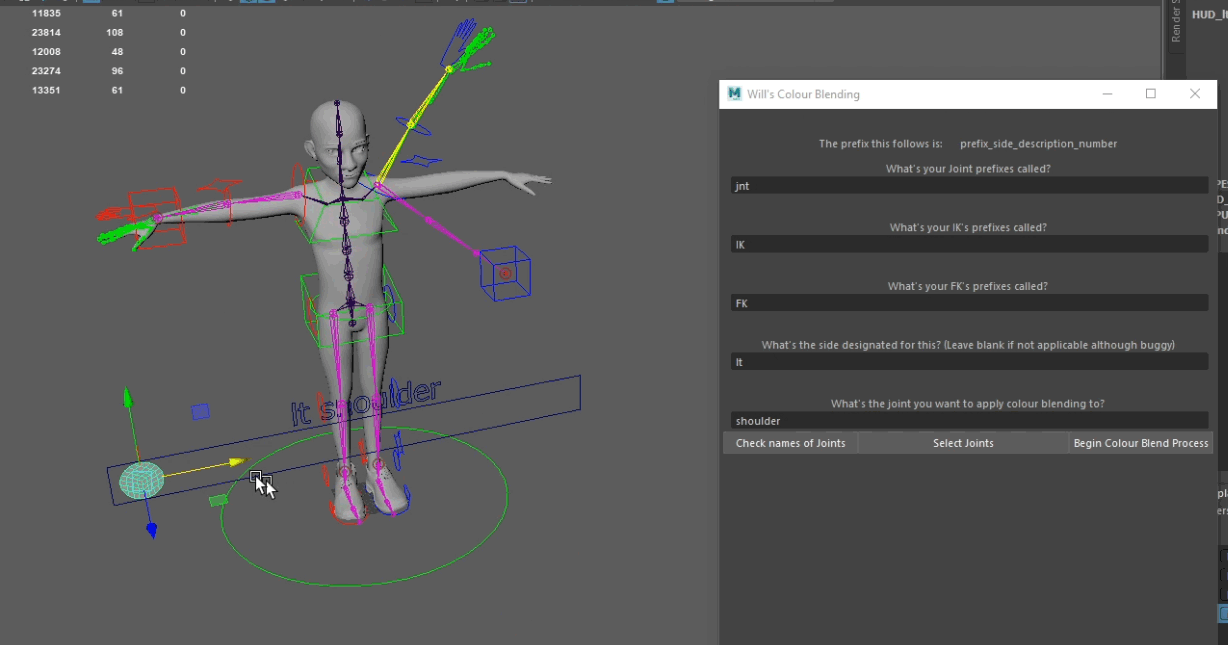 11835 61 0
23814 108 0
12008 48 0
23274 96 0
13351 61 0
lt shoulder
Render S
M Will's Colour Blending
The prefix this follows is: prefix_side_description_number
What's your Joint prefixes called?
jnt
What's your IK's prefixes called?
IK
What's your FK's prefixes called?
FK
What's the side designated for this? (Leave blank if not applicable although buggy)
lt
What's the joint you want to apply colour blending to?
shoulder
Check names of Joints Select Joints Begin Colour Blend Process